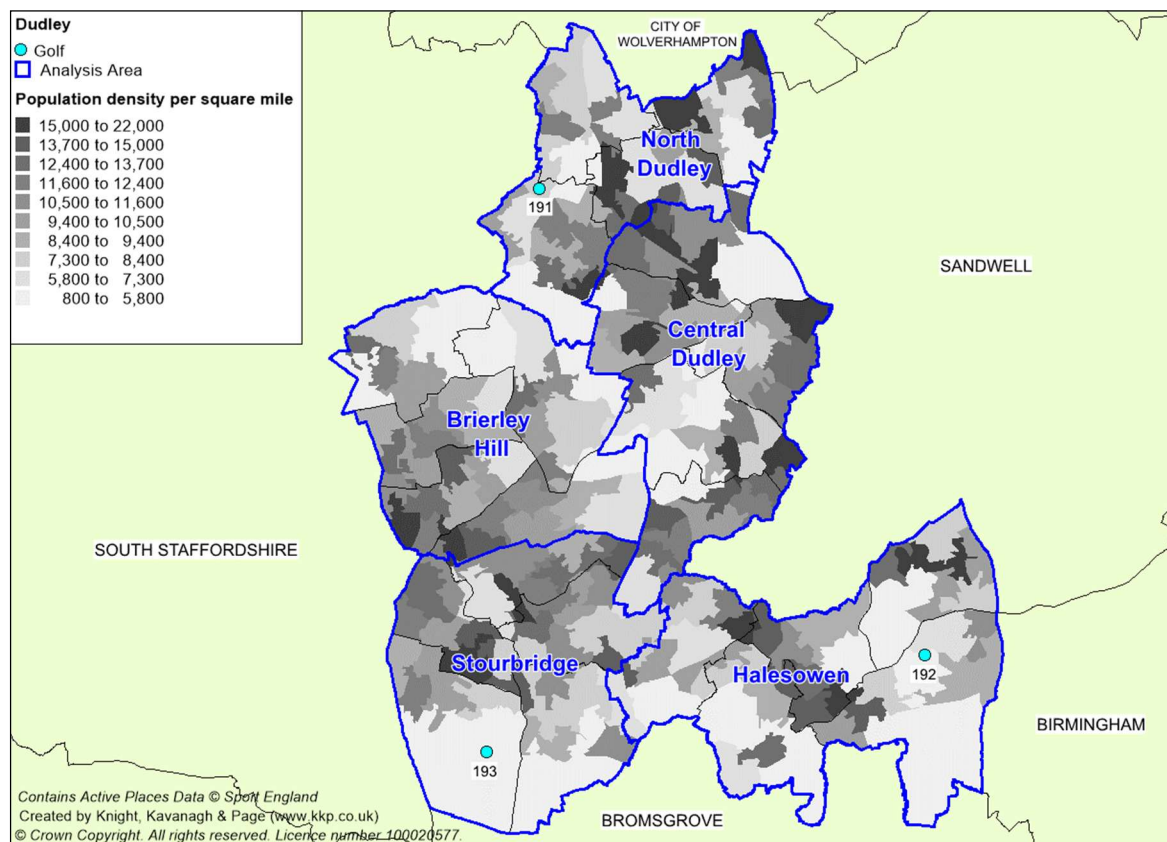 Dudley
Golf
Analysis Area
Population density per square mile
15,000 to 22,000
13,700 to 15,000
12,400 to 13,700
11,600 to 12,400
10,500 to 11,600
9,400 to 10,500
8,400 to 9,400
7,300 to 8,400
5,800 to 7,300
800 to 5,800
CITY OF
WOLVERHAMPTON
North
Dudley
191
SANDWELL
Central
Dudley
Brierley
Hill
SOUTH STAFFORDSHIRE
Stourbridge
Halesowen
192
BIRMINGHAM
193
BROMSGROVE
Contains Active Places Data © Sport England
Created by Knight, Kavanagh & Page (www.kkp.co.uk)
© Crown Copyright. All rights reserved. Licence number 100020577.